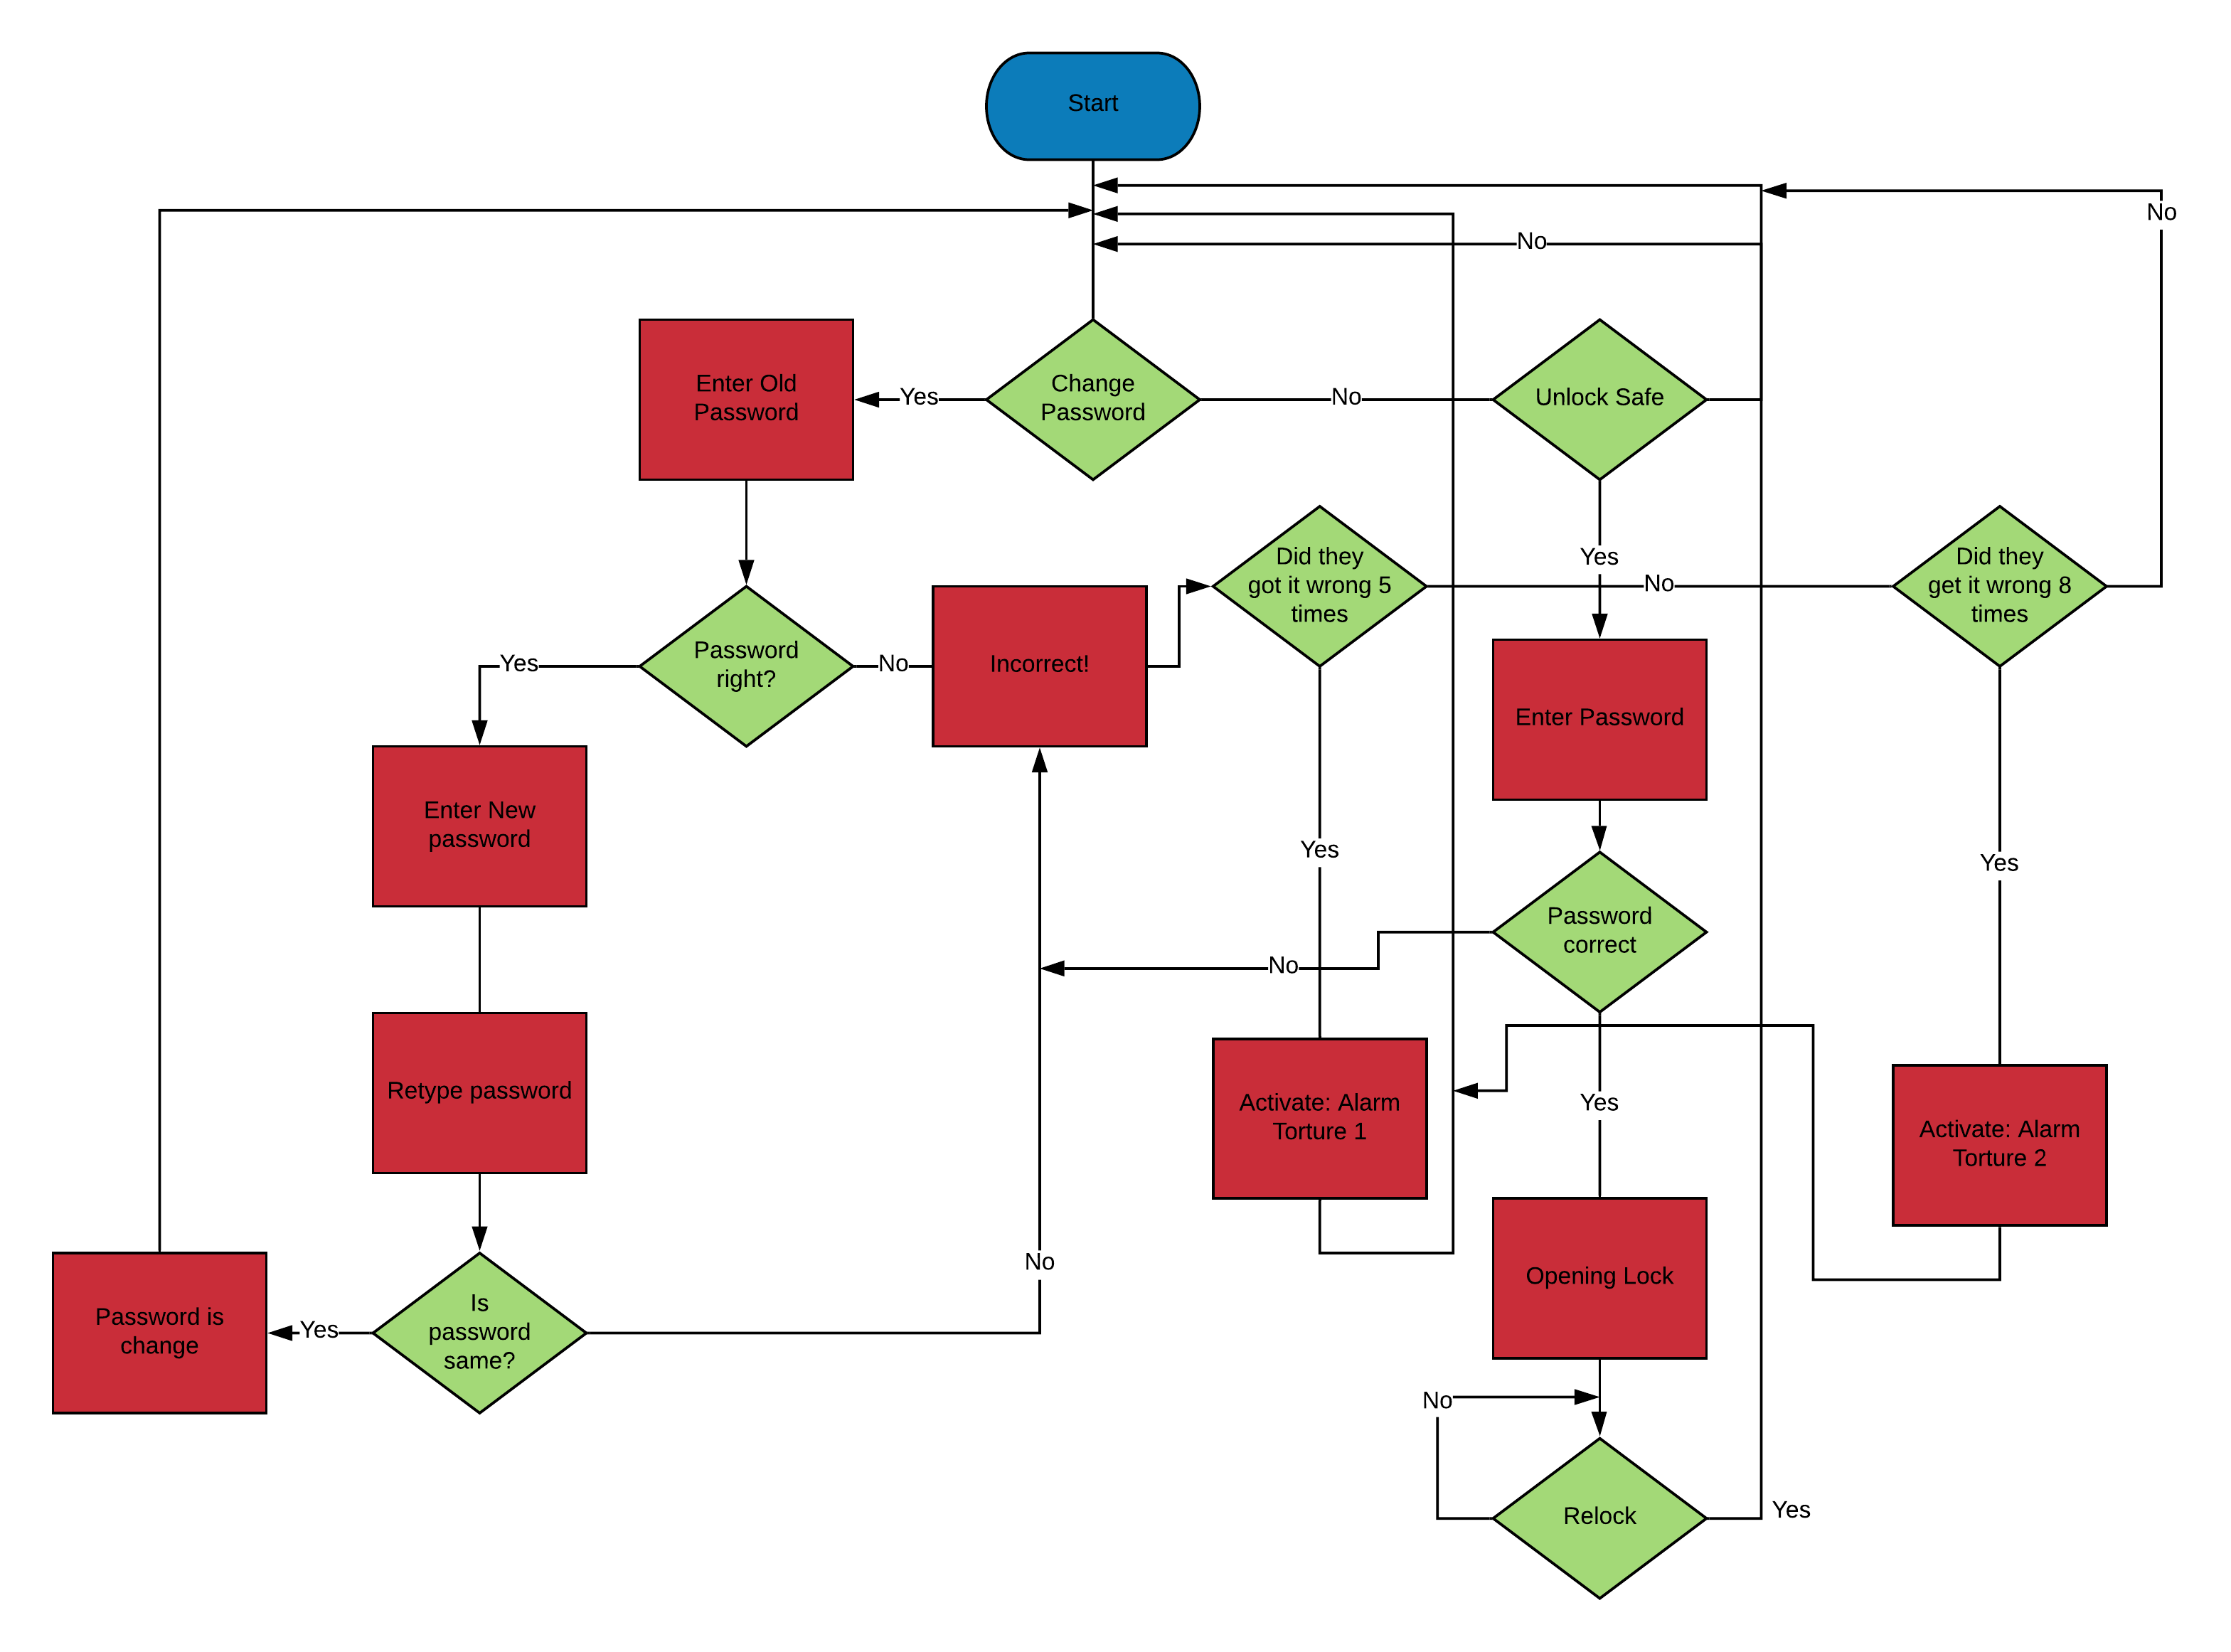 Start
No
No
Enter Old
Password
Yes
Change
Password
No
Unlock Safe
Did they
got it wrong 5
times
Yes
No
Did they
get it wrong 8
times
Yes
Password
right?
No
Incorrect!
Enter Password
Enter New
password
Yes
Yes
Password
correct
No
Retype password
Activate: Alarm
Torture 1
Yes
Activate: Alarm
Torture 2
No
Opening Lock
Password is
change
Yes
Is
password
same?
No
Relock
Yes